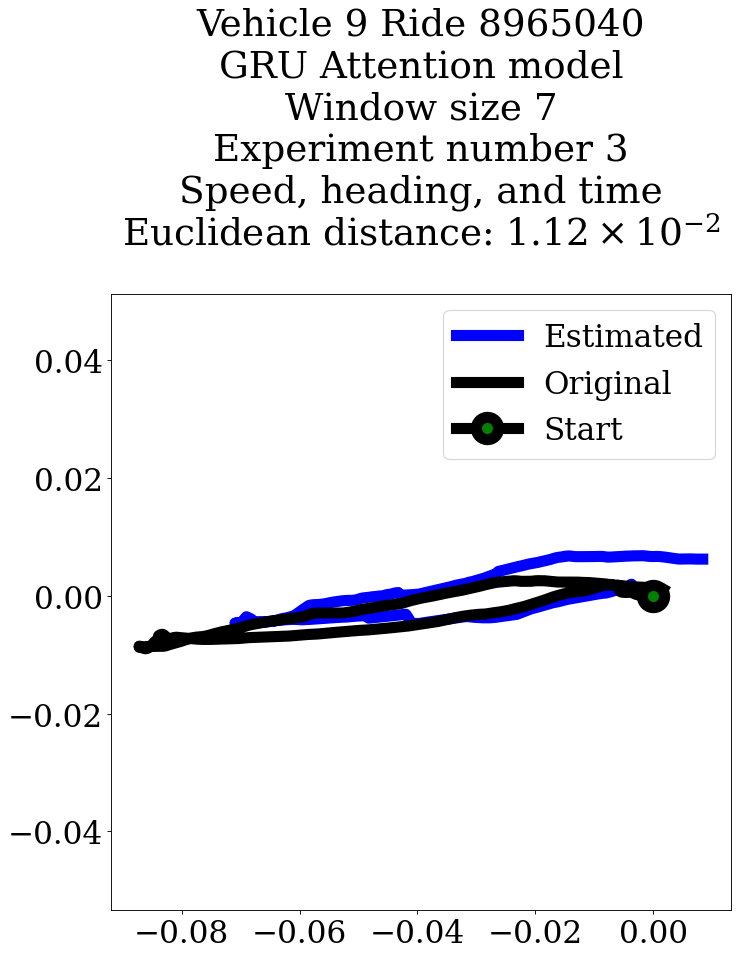 Vehicle 9 Ride 8965040
GRU Attention model
Window size 7
Experiment number 3
Speed, heading, and time
Euclidean distance: 1.12 × 10⁻²
Estimated
Original
Start
0.04
0.02
0.00
−0.02
−0.04
−0.08 −0.06 −0.04 −0.02 0.00